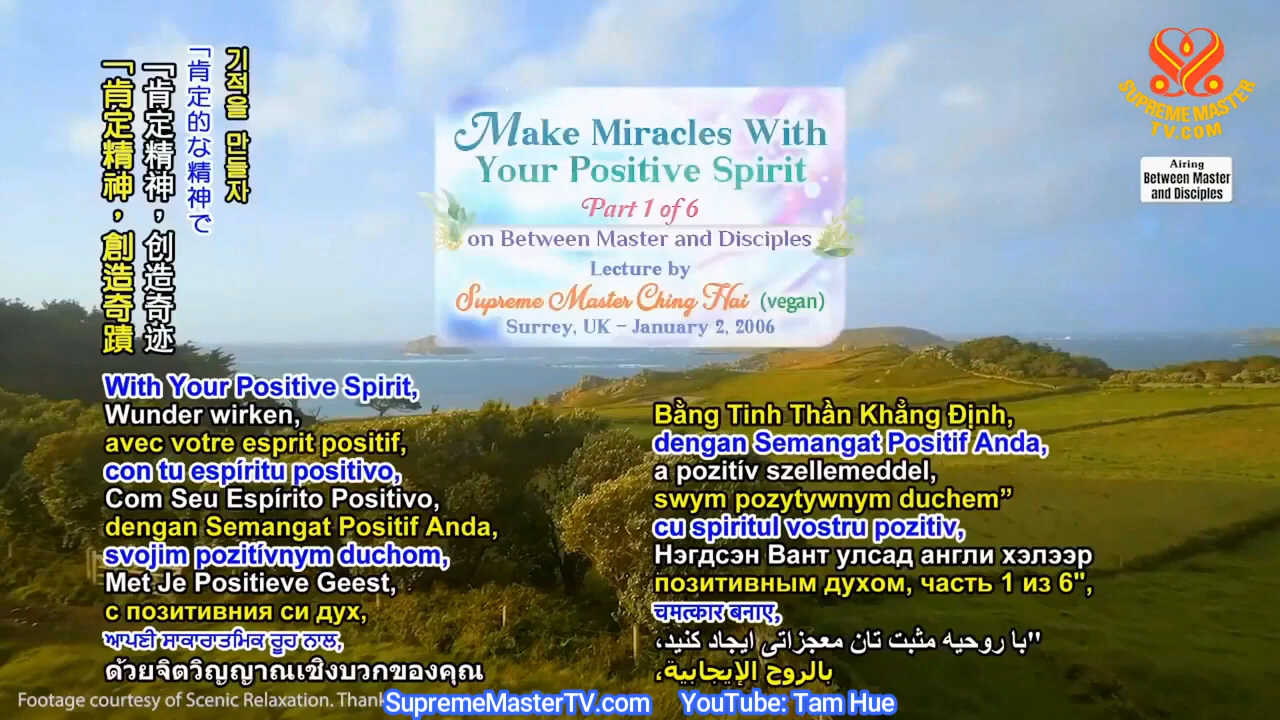 기적을 만들자
「肯定的な精神で
「肯定精神，创造奇迹
「肯定精神，創造奇蹟
Make Miracles With
Your Positive Spirit
Part 1 of 6
on Between Master and Disciples
Lecture by
Supreme Master Ching Hai (vegan)
Surrey, UK – January 2, 2006
SUPREME MASTER
TV.COM
Airing
Between Master
and Disciples
With Your Positive Spirit,
Wunder wirken,
avec votre esprit positif,
con tu espíritu positivo,
Com Seu Espírito Positivo,
dengan Semangat Positif Anda,
svojim pozitívnym duchom,
Met Je Positieve Geest,
с позитивния си дух,
ਆਪਣੀ ਸਾਕਾਰਾਤਮਿਕ ਰੂਹ ਨਾਲ,
ด้วยจิตวิญญาณเชิงบวกของคุณ
Bằng Tinh Thần Khẳng Định,
dengan Semangat Positif Anda,
a pozitív szellemeddel,
swym pozytywnym duchem”
cu spiritul vostru pozitiv,
Нэгдсэн Вант улсад англи хэлээр
позитивным духом, часть 1 из 6",
चमत्कार बनाए,
"با روحیه مثبت تان معجزاتی ایجاد کنید،
بالروح الإيجابية،
Footage courtesy of Scenic Relaxation. Thank
SupremeMasterTV.com YouTube: Tam Hue